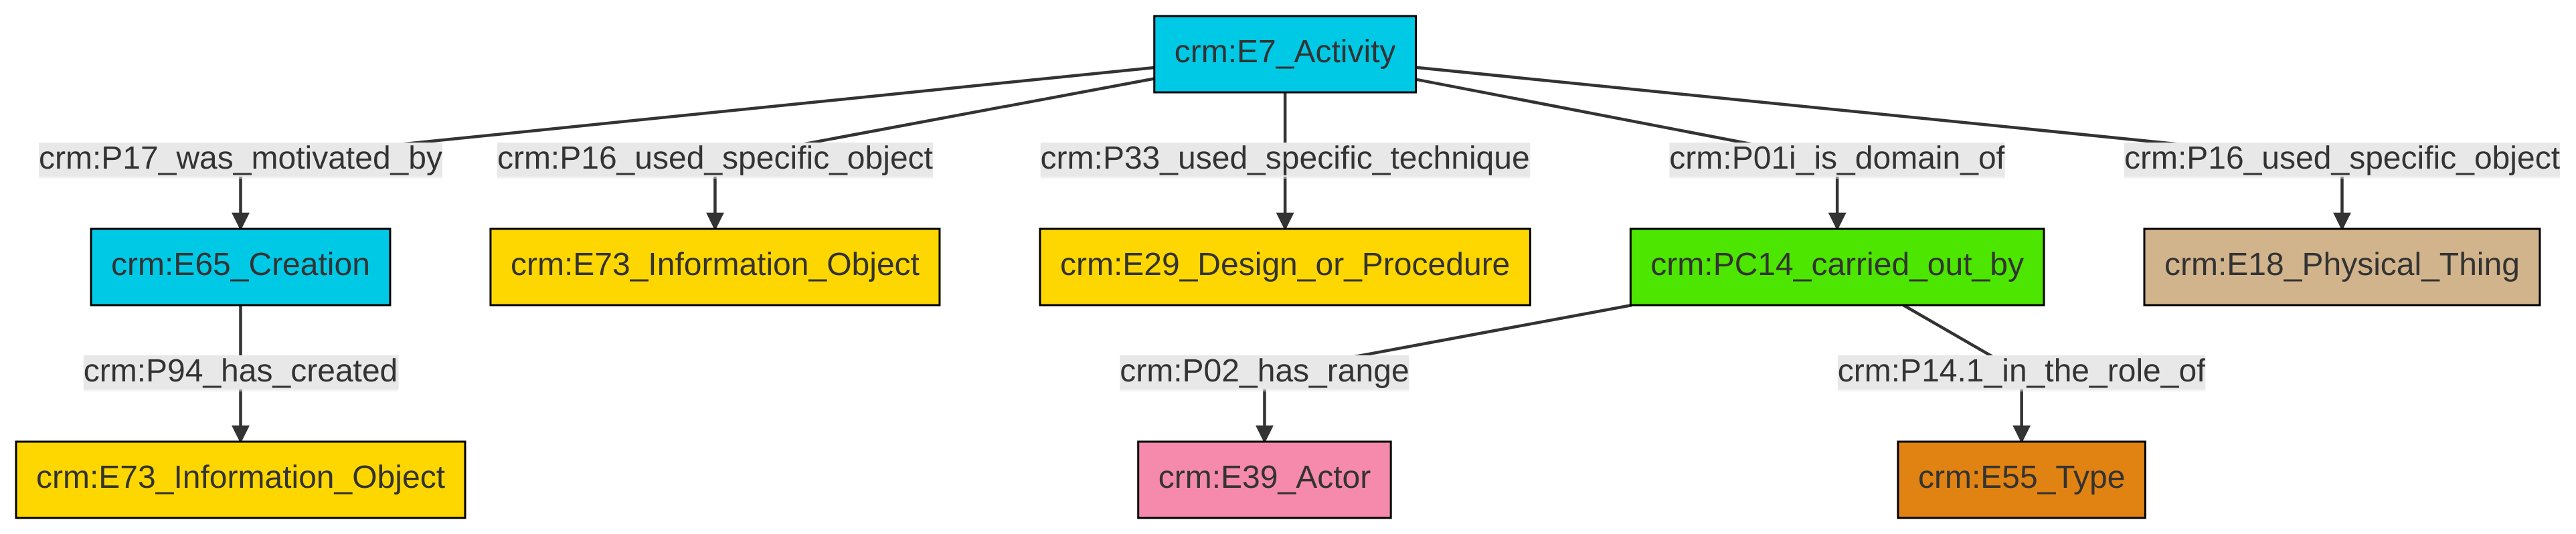 crm:E7_Activity
crm:P17_was_motivated_by
crm:P16_used_specific_object
crm:P33_used_specific_technique
crm:P01i_is_domain_of
crm:P16_used_specific_object
crm:E65_Creation
crm:E73_Information_Object
crm:E29_Design_or_Procedure
crm:PC14_carried_out_by
crm:E18_Physical_Thing
crm:P94_has_created
crm:P02_has_range
crm:P14.1_in_the_role_of
crm:E73_Information_Object
crm:E39_Actor
crm:E55_Type